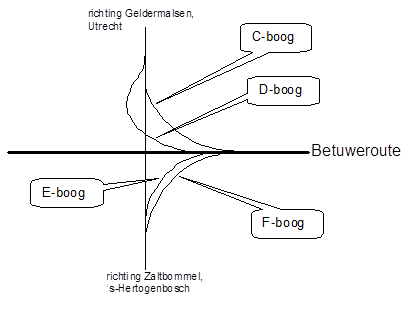 richting Geldermalsen,
Utrecht
C-boog
D-boog
Betuweroute
E-boog
F-boog
richting Zaltbommel,
's-Hertogenbosch